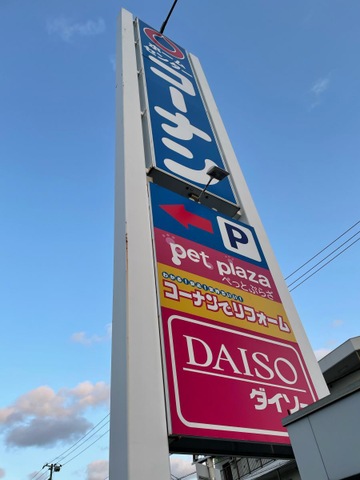 ホーム
センター
コーナン
P
pet plaza
ぺっとぷらざ
コーナンでリフォーム
DAISO
ダイソー